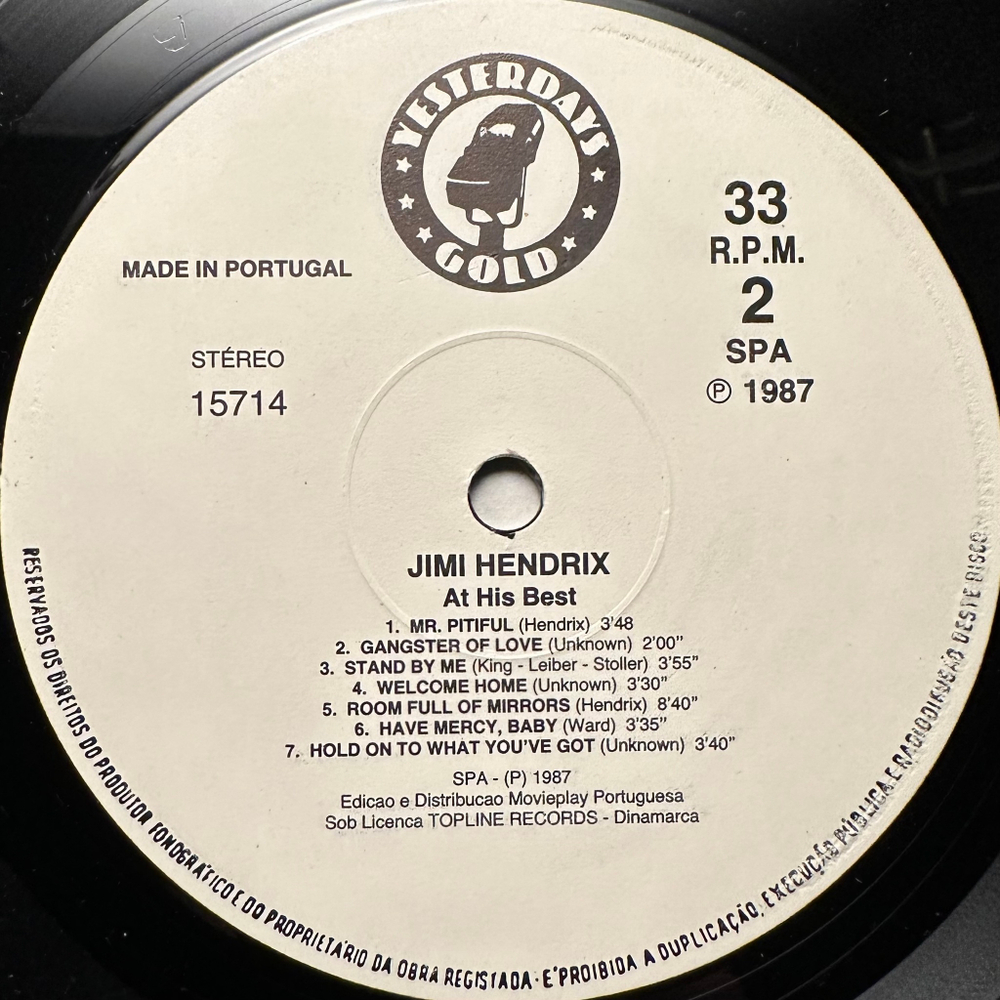 YESTERDAYS
GOLD
33
R.P.M.
2
SPA
℗ 1987
MADE IN PORTUGAL
STÉREO
15714
JIMI HENDRIX
At His Best
1. MR. PITIFUL (Hendrix) 3'48
2. GANGSTER OF LOVE (Unknown) 2'00"
3. STAND BY ME (King - Leiber - Stoller) 3'55"
4. WELCOME HOME (Unknown) 3'30"
5. ROOM FULL OF MIRRORS (Hendrix) 8'40"
6. HAVE MERCY, BABY (Ward) 3'35"
7. HOLD ON TO WHAT YOU'VE GOT (Unknown) 3'40"
SPA - (P) 1987
Edicao e Distribucao Movieplay Portuguesa
Sob Licenca TOPLINE RECORDS - Dinamarca
RESERVADOS OS DIREITOS DO PRODUTOR FONOGRÁFICO E DO PROPRIETÁRIO DA OBRA REGISTADA · E'PROIBIDA A DUPLICAÇÃO, EXECUÇÃO PÚBLICA E RADIODIFUSÃO DESTE DISCO